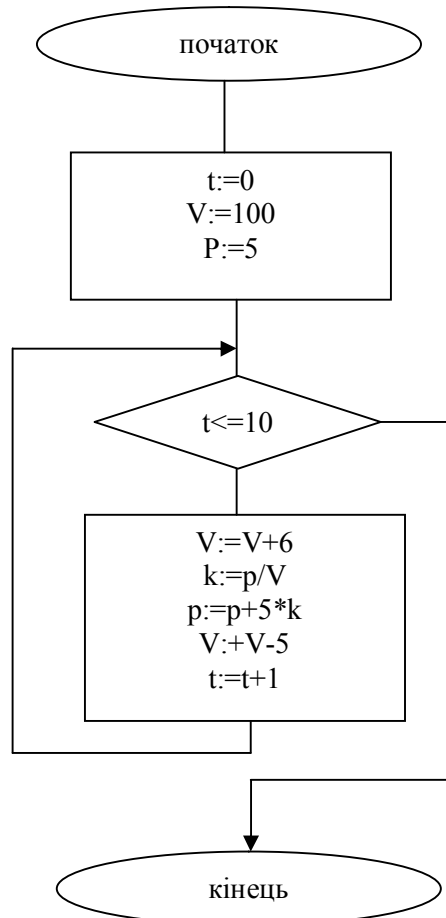 початок
t:=0
V:=100
P:=5
t<=10
V:=V+6
k:=p/V
p:=p+5*k
V:+V-5
t:=t+1
кінець